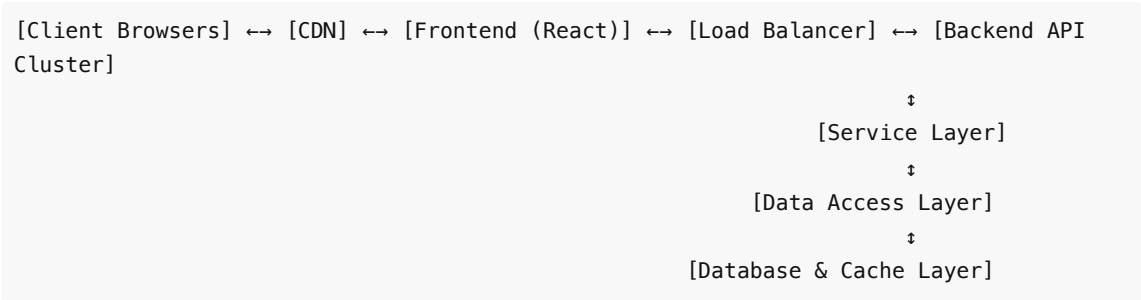 [Client Browsers] ←→ [CDN] ←→ [Frontend (React)] ←→ [Load Balancer] ←→ [Backend API
Cluster]
↕
[Service Layer]
↕
[Data Access Layer]
↕
[Database & Cache Layer]